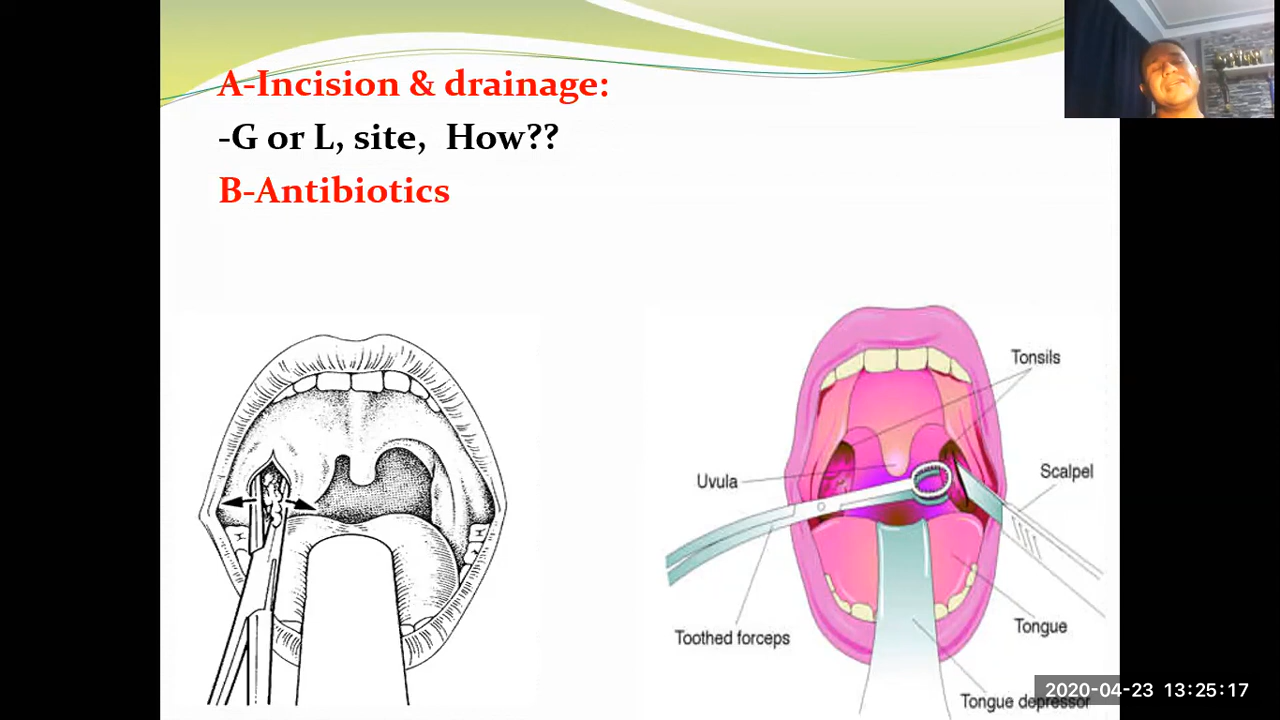 A-Incision & drainage:
-G or L, site,  How??
B-Antibiotics
Tonsils
Uvula
Scalpel
Toothed forceps
Tongue
Tongue depressor
2020-04-23 13:25:17